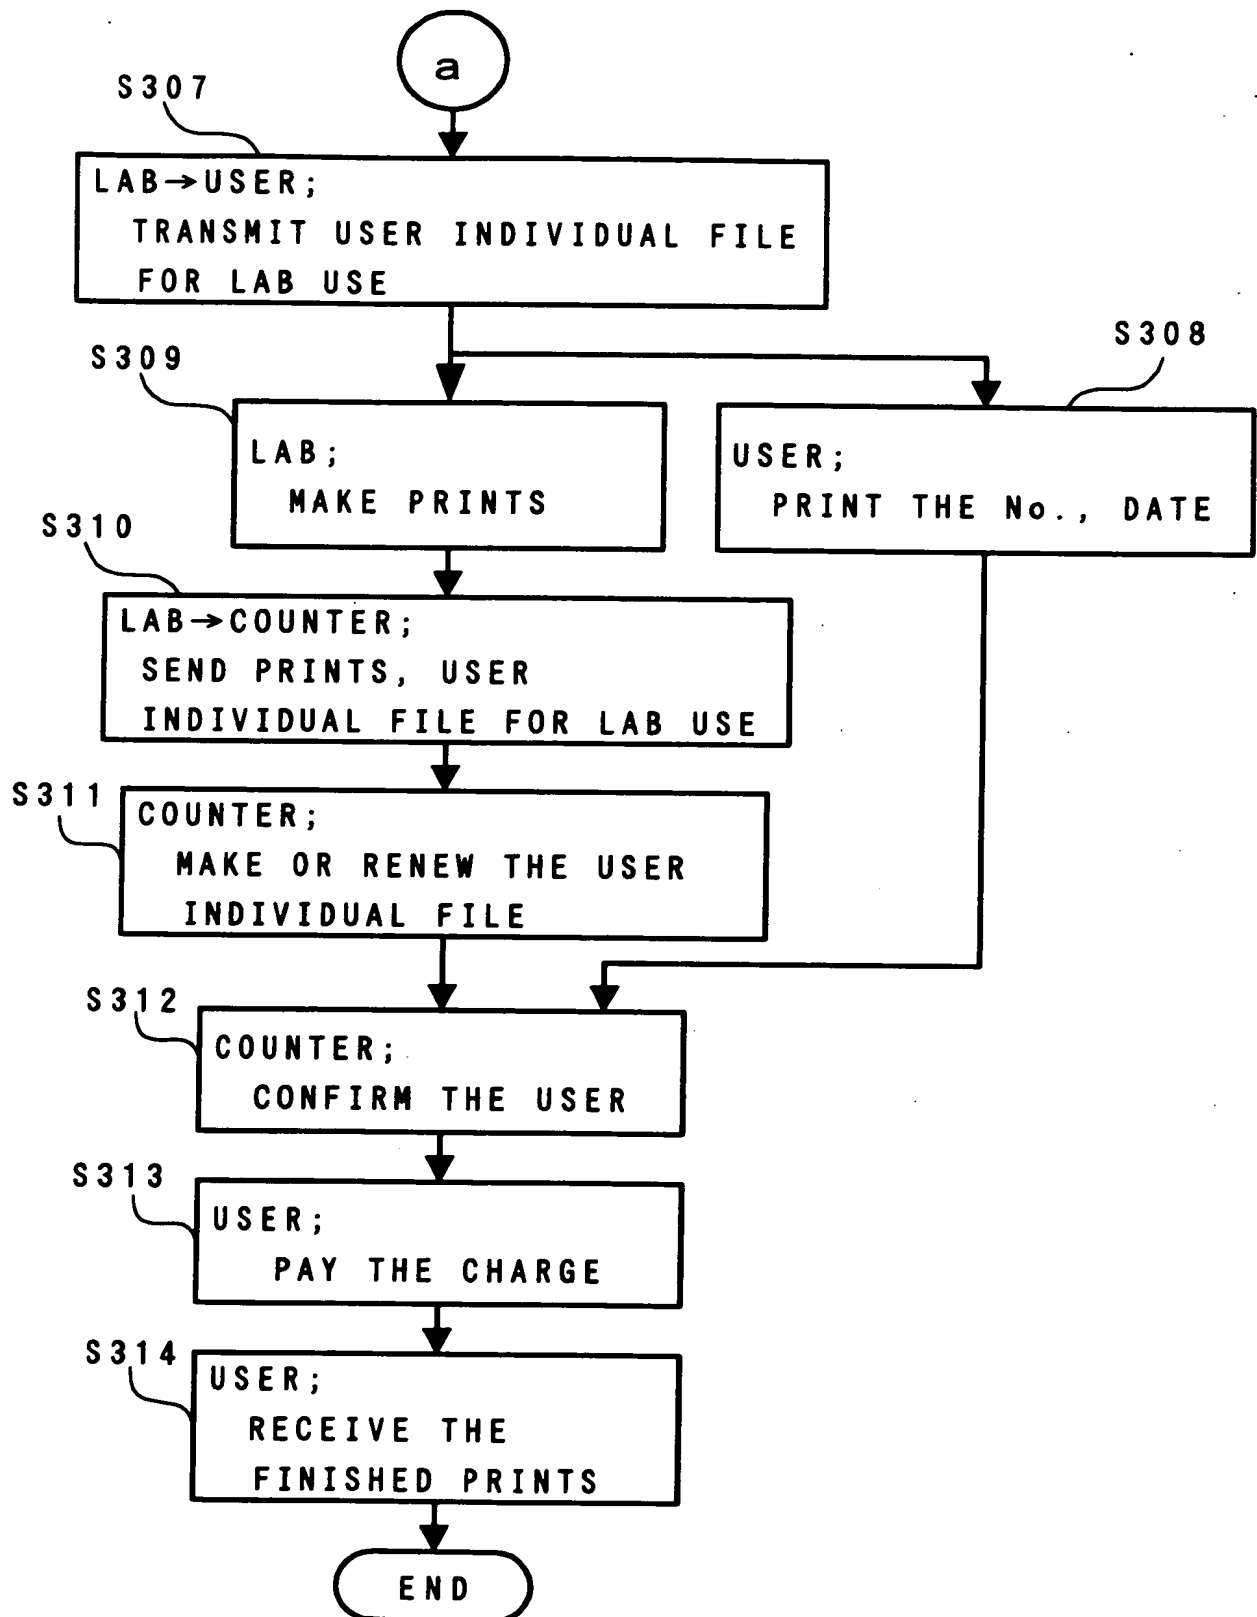 a
S307
LAB→USER;
TRANSMIT USER INDIVIDUAL FILE
FOR LAB USE
S309
S308
LAB;
MAKE PRINTS
USER;
PRINT THE No., DATE
S310
LAB→COUNTER;
SEND PRINTS, USER
INDIVIDUAL FILE FOR LAB USE
S311
COUNTER;
MAKE OR RENEW THE USER
INDIVIDUAL FILE
S312
COUNTER;
CONFIRM THE USER
S313
USER;
PAY THE CHARGE
S314
USER;
RECEIVE THE
FINISHED PRINTS
END